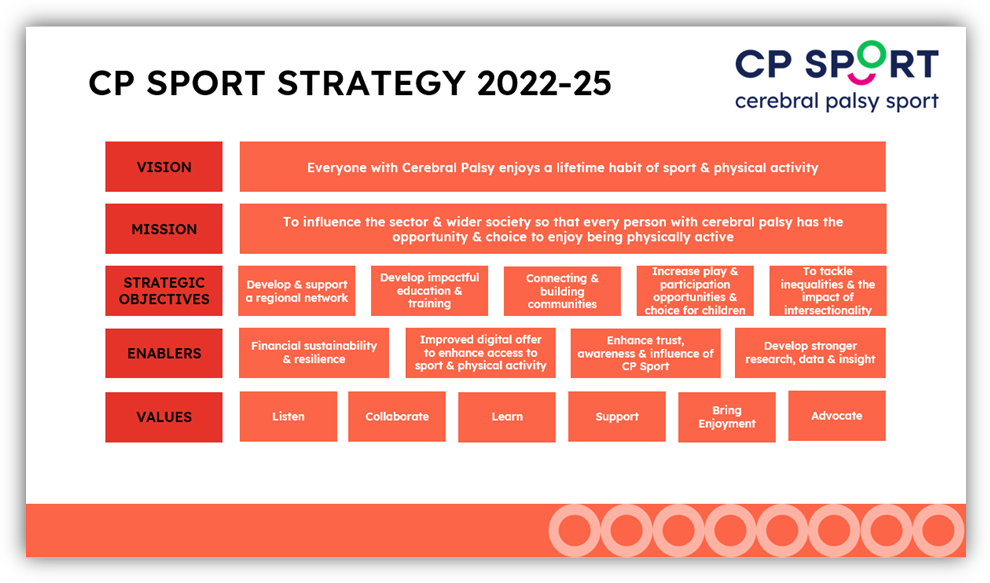 CP SPORT STRATEGY 2022-25
CP SPORT
cerebral palsy sport
VISION
Everyone with Cerebral Palsy enjoys a lifetime habit of sport & physical activity
MISSION
To influence the sector & wider society so that every person with cerebral palsy has the
opportunity & choice to enjoy being physically active
STRATEGIC
OBJECTIVES
Develop & support
a regional network
Develop impactful
education &
training
Connecting &
building
communities
Increase play &
participation
opportunities &
choice for children
To tackle
inequalities & the
impact of
intersectionality
ENABLERS
Financial sustainability
& resilience
Improved digital offer
to enhance access to
sport & physical activity
Enhance trust,
awareness & influence of
CP Sport
Develop stronger
research, data & insight
VALUES
Listen
Collaborate
Learn
Support
Bring
Enjoyment
Advocate